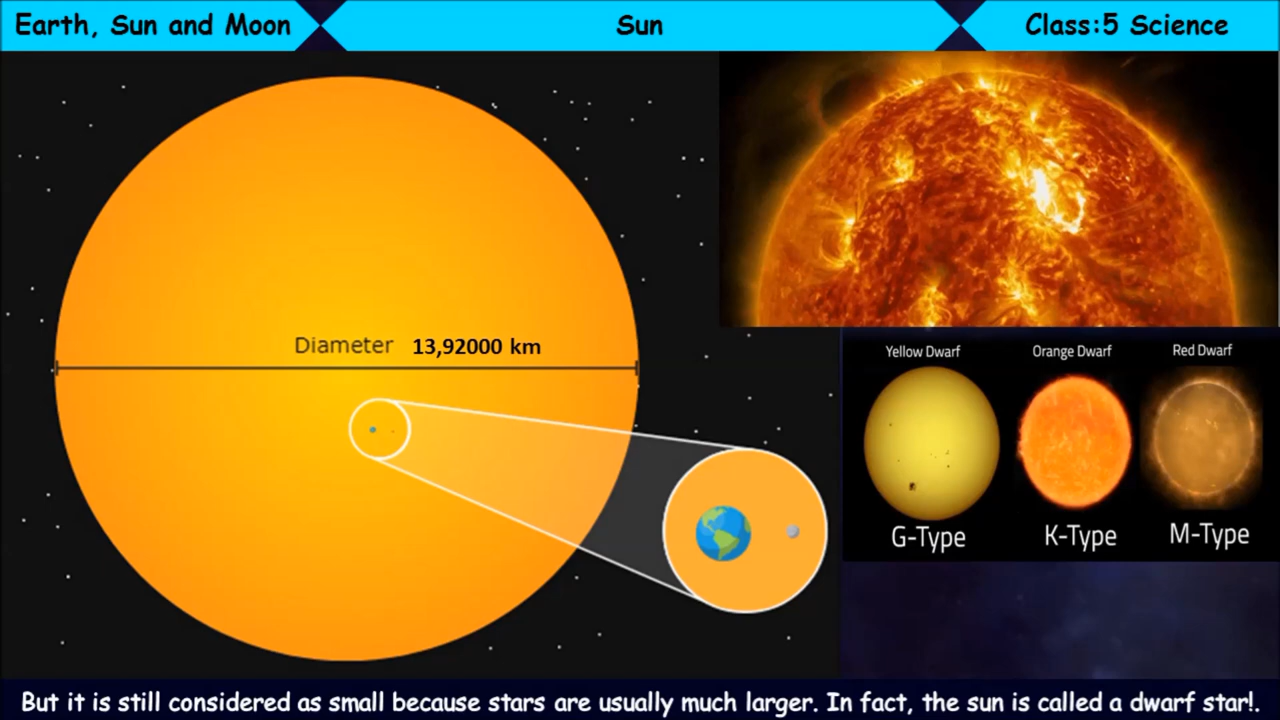 Earth, Sun and Moon
Sun
Class:5 Science
Diameter 13,92000 km
Yellow Dwarf
Orange Dwarf
Red Dwarf
G-Type
K-Type
M-Type
But it is still considered as small because stars are usually much larger. In fact, the sun is called a dwarf star!.